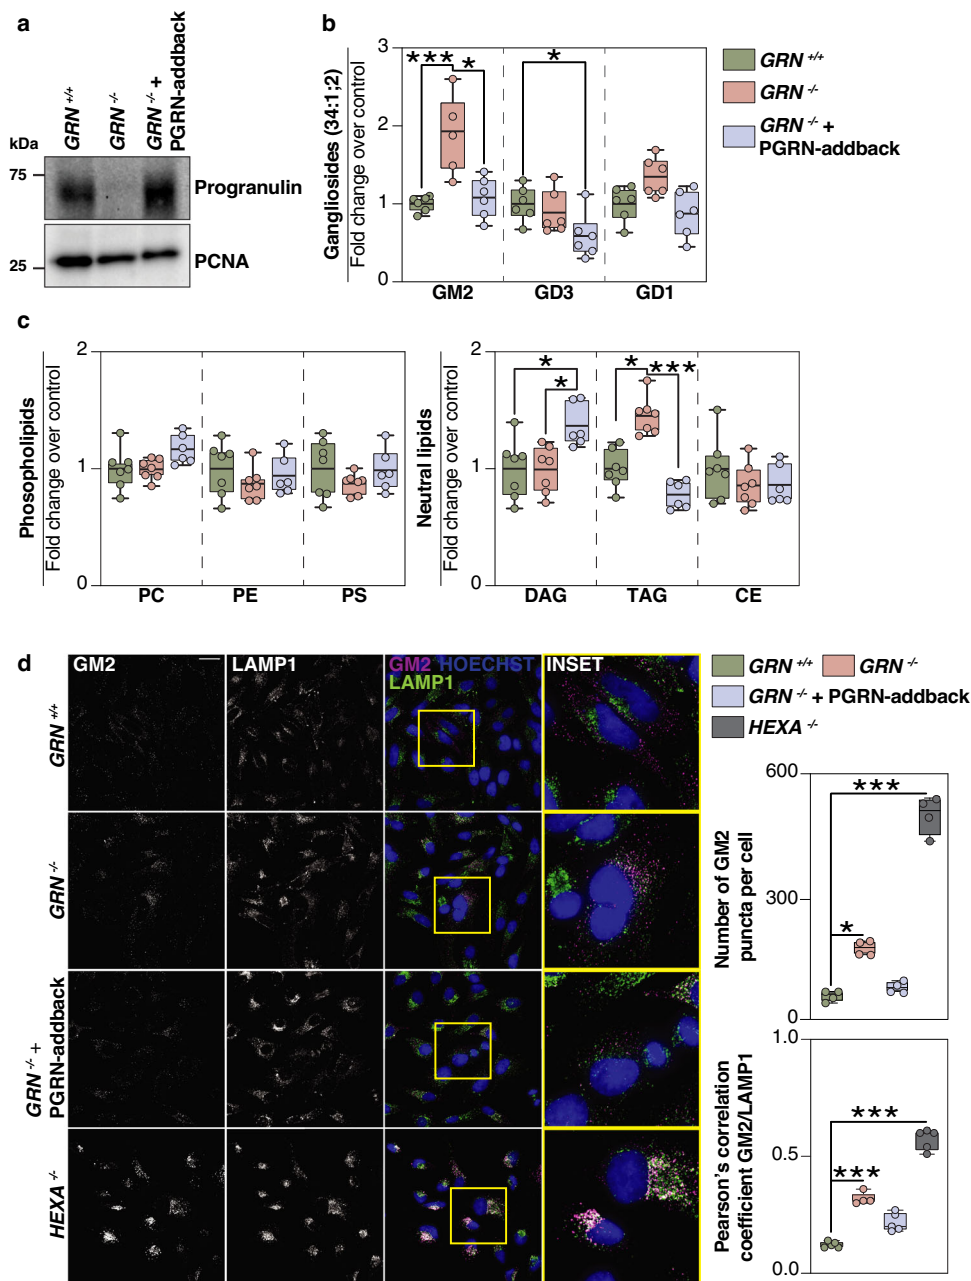 a
GRN +/+
GRN -/-
GRN -/- +
PGRN-addback
kDa
75
Progranulin
25
PCNA
b
Gangliosides (34:1;2)
Fold change over control
3
2
1
0
***
*
*
GM2
GD3
GD1
GRN +/+
GRN -/-
GRN -/- +
PGRN-addback
c
Phosopholipids
Fold change over control
2
1
0
PC
PE
PS
Neutral lipids
Fold change over control
2
1
0
*
*
*
***
DAG
TAG
CE
d
GM2
LAMP1
GM2 HOECHST
LAMP1
INSET
GRN +/+
GRN -/-
GRN -/- +
PGRN-addback
HEXA -/-
GRN +/+
GRN -/-
GRN -/- + PGRN-addback
HEXA -/-
Number of GM2
puncta per cell
600
300
0
***
*
Pearson's correlation
coefficient GM2/LAMP1
1.0
0.5
0.0
***
***